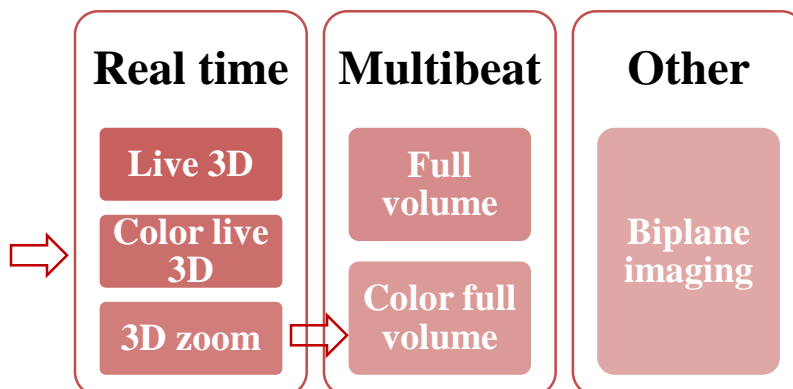 Real time
Live 3D
Color live
3D
3D zoom
Multibeat
Full
volume
Color full
volume
Other
Biplane
imaging